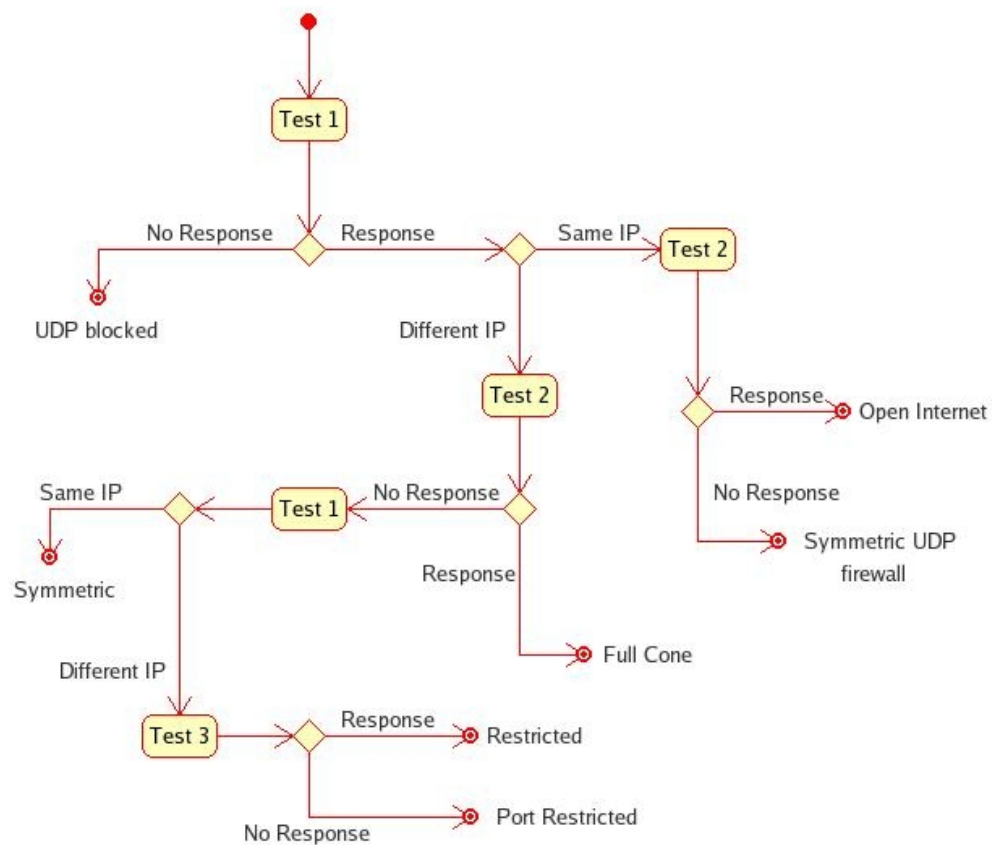 Test 1
No Response
Response
Same IP
Test 2
UDP blocked
Different IP
Test 2
Response
Open Internet
Same IP
Test 1
No Response
No Response
Symmetric UDP
firewall
Symmetric
Response
Different IP
Full Cone
Test 3
Response
Restricted
No Response
Port Restricted